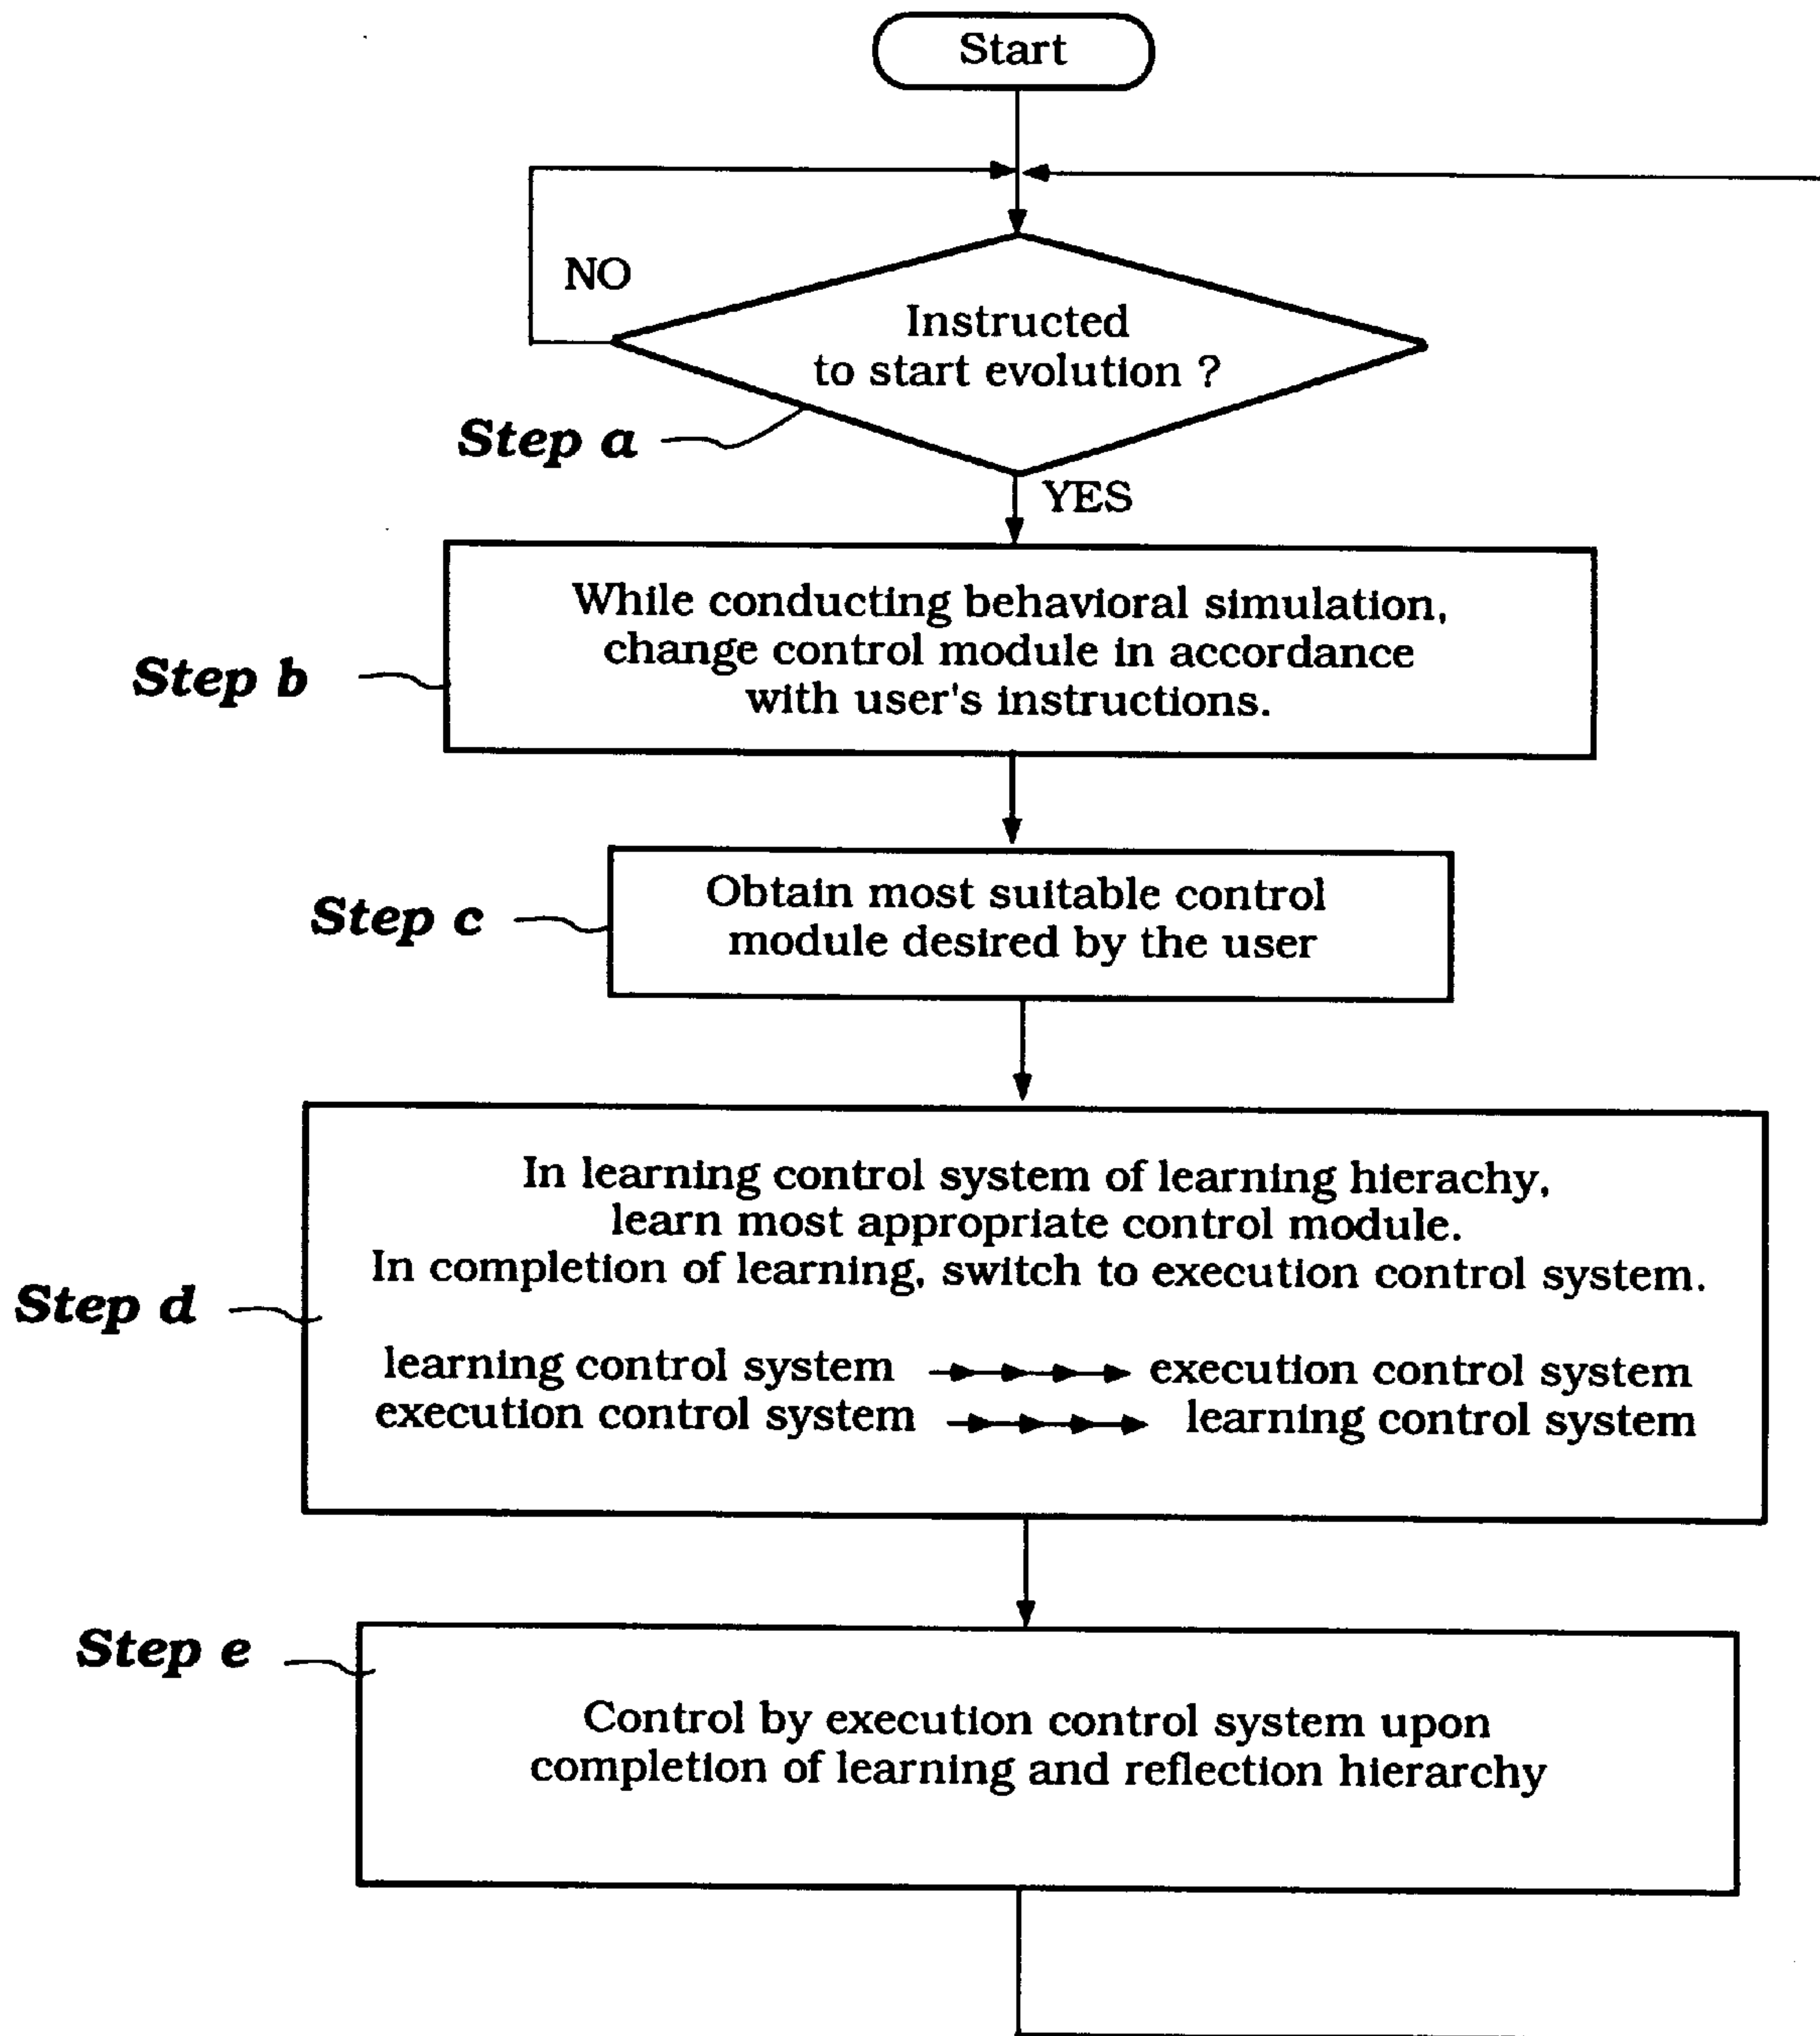 Start
NO
Instructed
to start evolution ?
Step a
YES
While conducting behavioral simulation,
change control module in accordance
with user's instructions.
Step b
Obtain most suitable control
module desired by the user
Step c
In learning control system of learning hierachy,
learn most appropriate control module.
In completion of learning, switch to execution control system.
Step d
learning control system execution control system
execution control system learning control system
Step e
Control by execution control system upon
completion of learning and reflection hierarchy